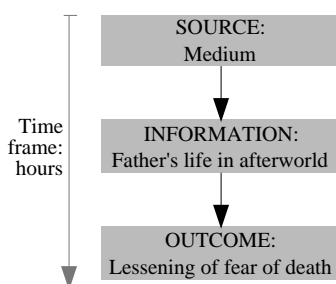 SOURCE:
Medium
Time
frame:
hours
INFORMATION:
Father's life in afterworld
OUTCOME:
Lessening of fear of death